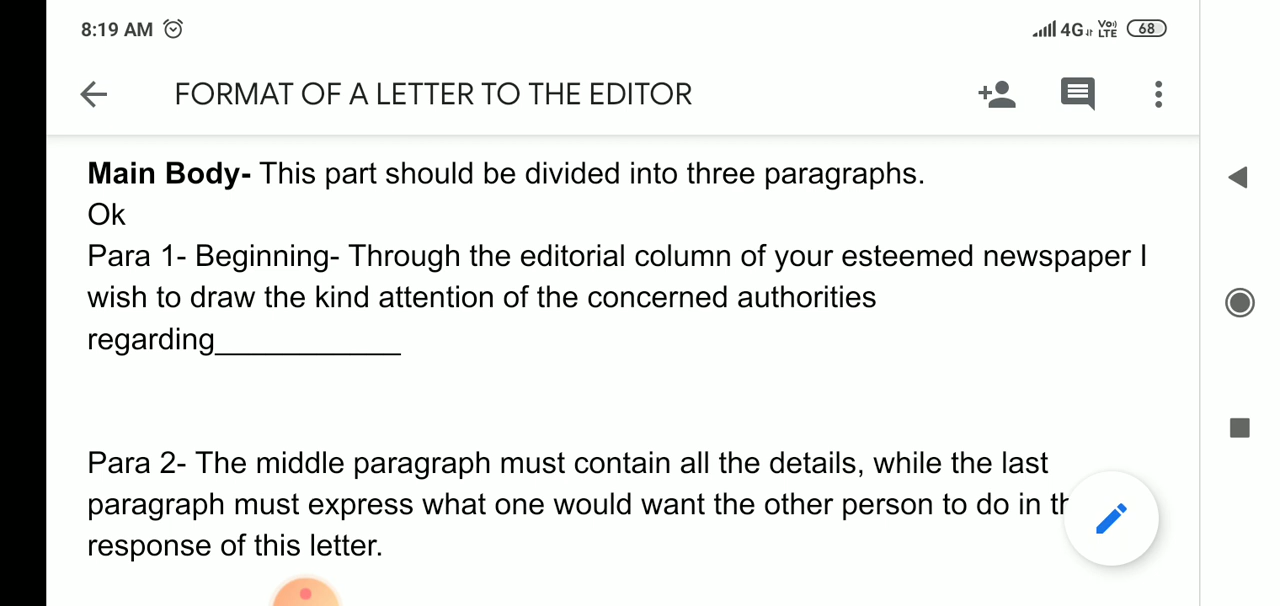 8:19 AM
4G Vo) LTE 68
FORMAT OF A LETTER TO THE EDITOR
Main Body- This part should be divided into three paragraphs.
Ok
Para 1- Beginning- Through the editorial column of your esteemed newspaper I
wish to draw the kind attention of the concerned authorities
regarding____________
Para 2- The middle paragraph must contain all the details, while the last
paragraph must express what one would want the other person to do in
response of this letter.